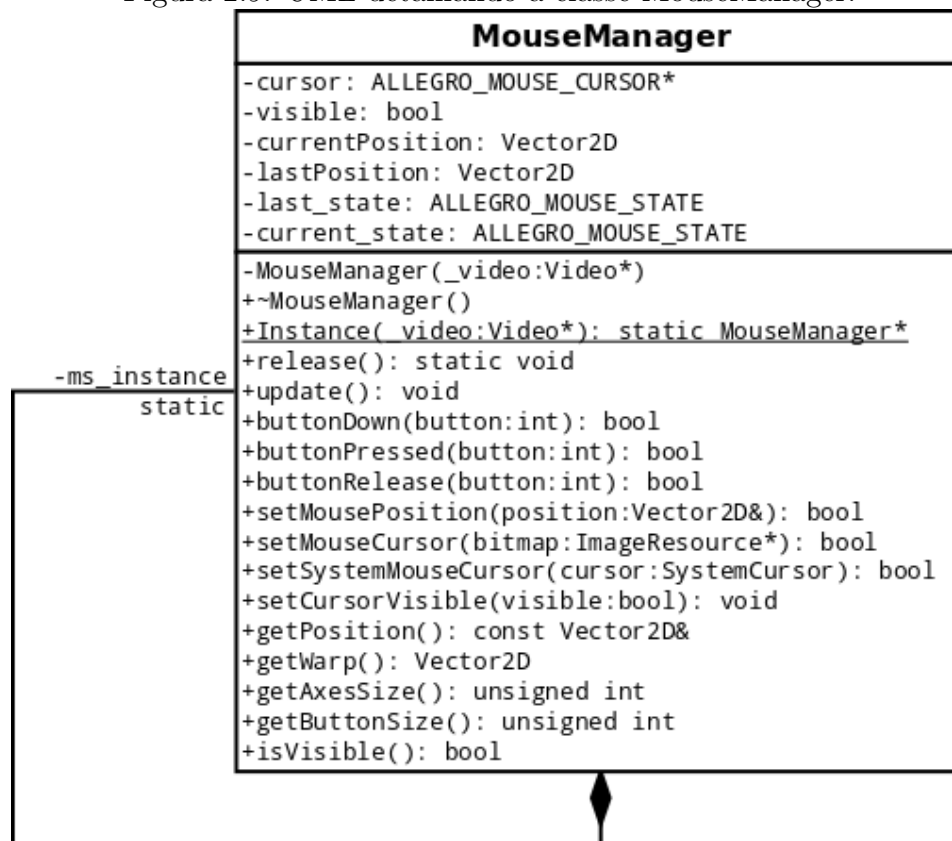 MouseManager
-cursor: ALLEGRO_MOUSE_CURSOR*
-visible: bool
-currentPosition: Vector2D
-lastPosition: Vector2D
-last_state: ALLEGRO_MOUSE_STATE
-current_state: ALLEGRO_MOUSE_STATE
-MouseManager(_video:Video*)
+~MouseManager()
+Instance(_video:Video*): static MouseManager*
+release(): static void
-ms_instance
static
+update(): void
+buttonDown(button:int): bool
+buttonPressed(button:int): bool
+buttonRelease(button:int): bool
+setMousePosition(position:Vector2D&): bool
+setMouseCursor(bitmap:ImageResource*): bool
+setSystemMouseCursor(cursor:SystemCursor): bool
+setCursorVisible(visible:bool): void
+getPosition(): const Vector2D&
+getWarp(): Vector2D
+getAxesSize(): unsigned int
+getButtonSize(): unsigned int
+isVisible(): bool